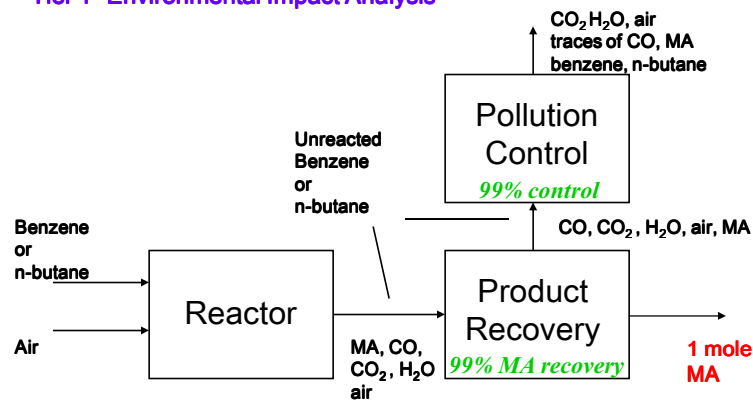 CO₂ H₂O, air
traces of CO, MA
benzene, n-butane
Pollution
Control
99% control
Unreacted
Benzene
or
n-butane
CO, CO₂ , H₂O, air, MA
Benzene
or
n-butane
Air
Reactor
MA, CO,
CO₂ , H₂O
air
Product
Recovery
99% MA recovery
1 mole
MA